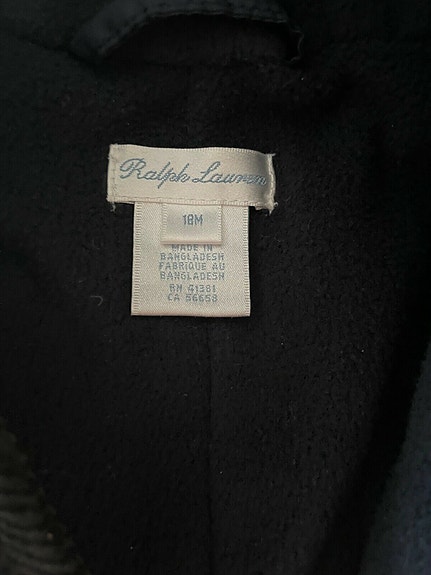 Ralph Lauren
18M
MADE IN
BANGLADESH
FABRIQUE AU
BANGLADESH
RN 41381
CA 56658